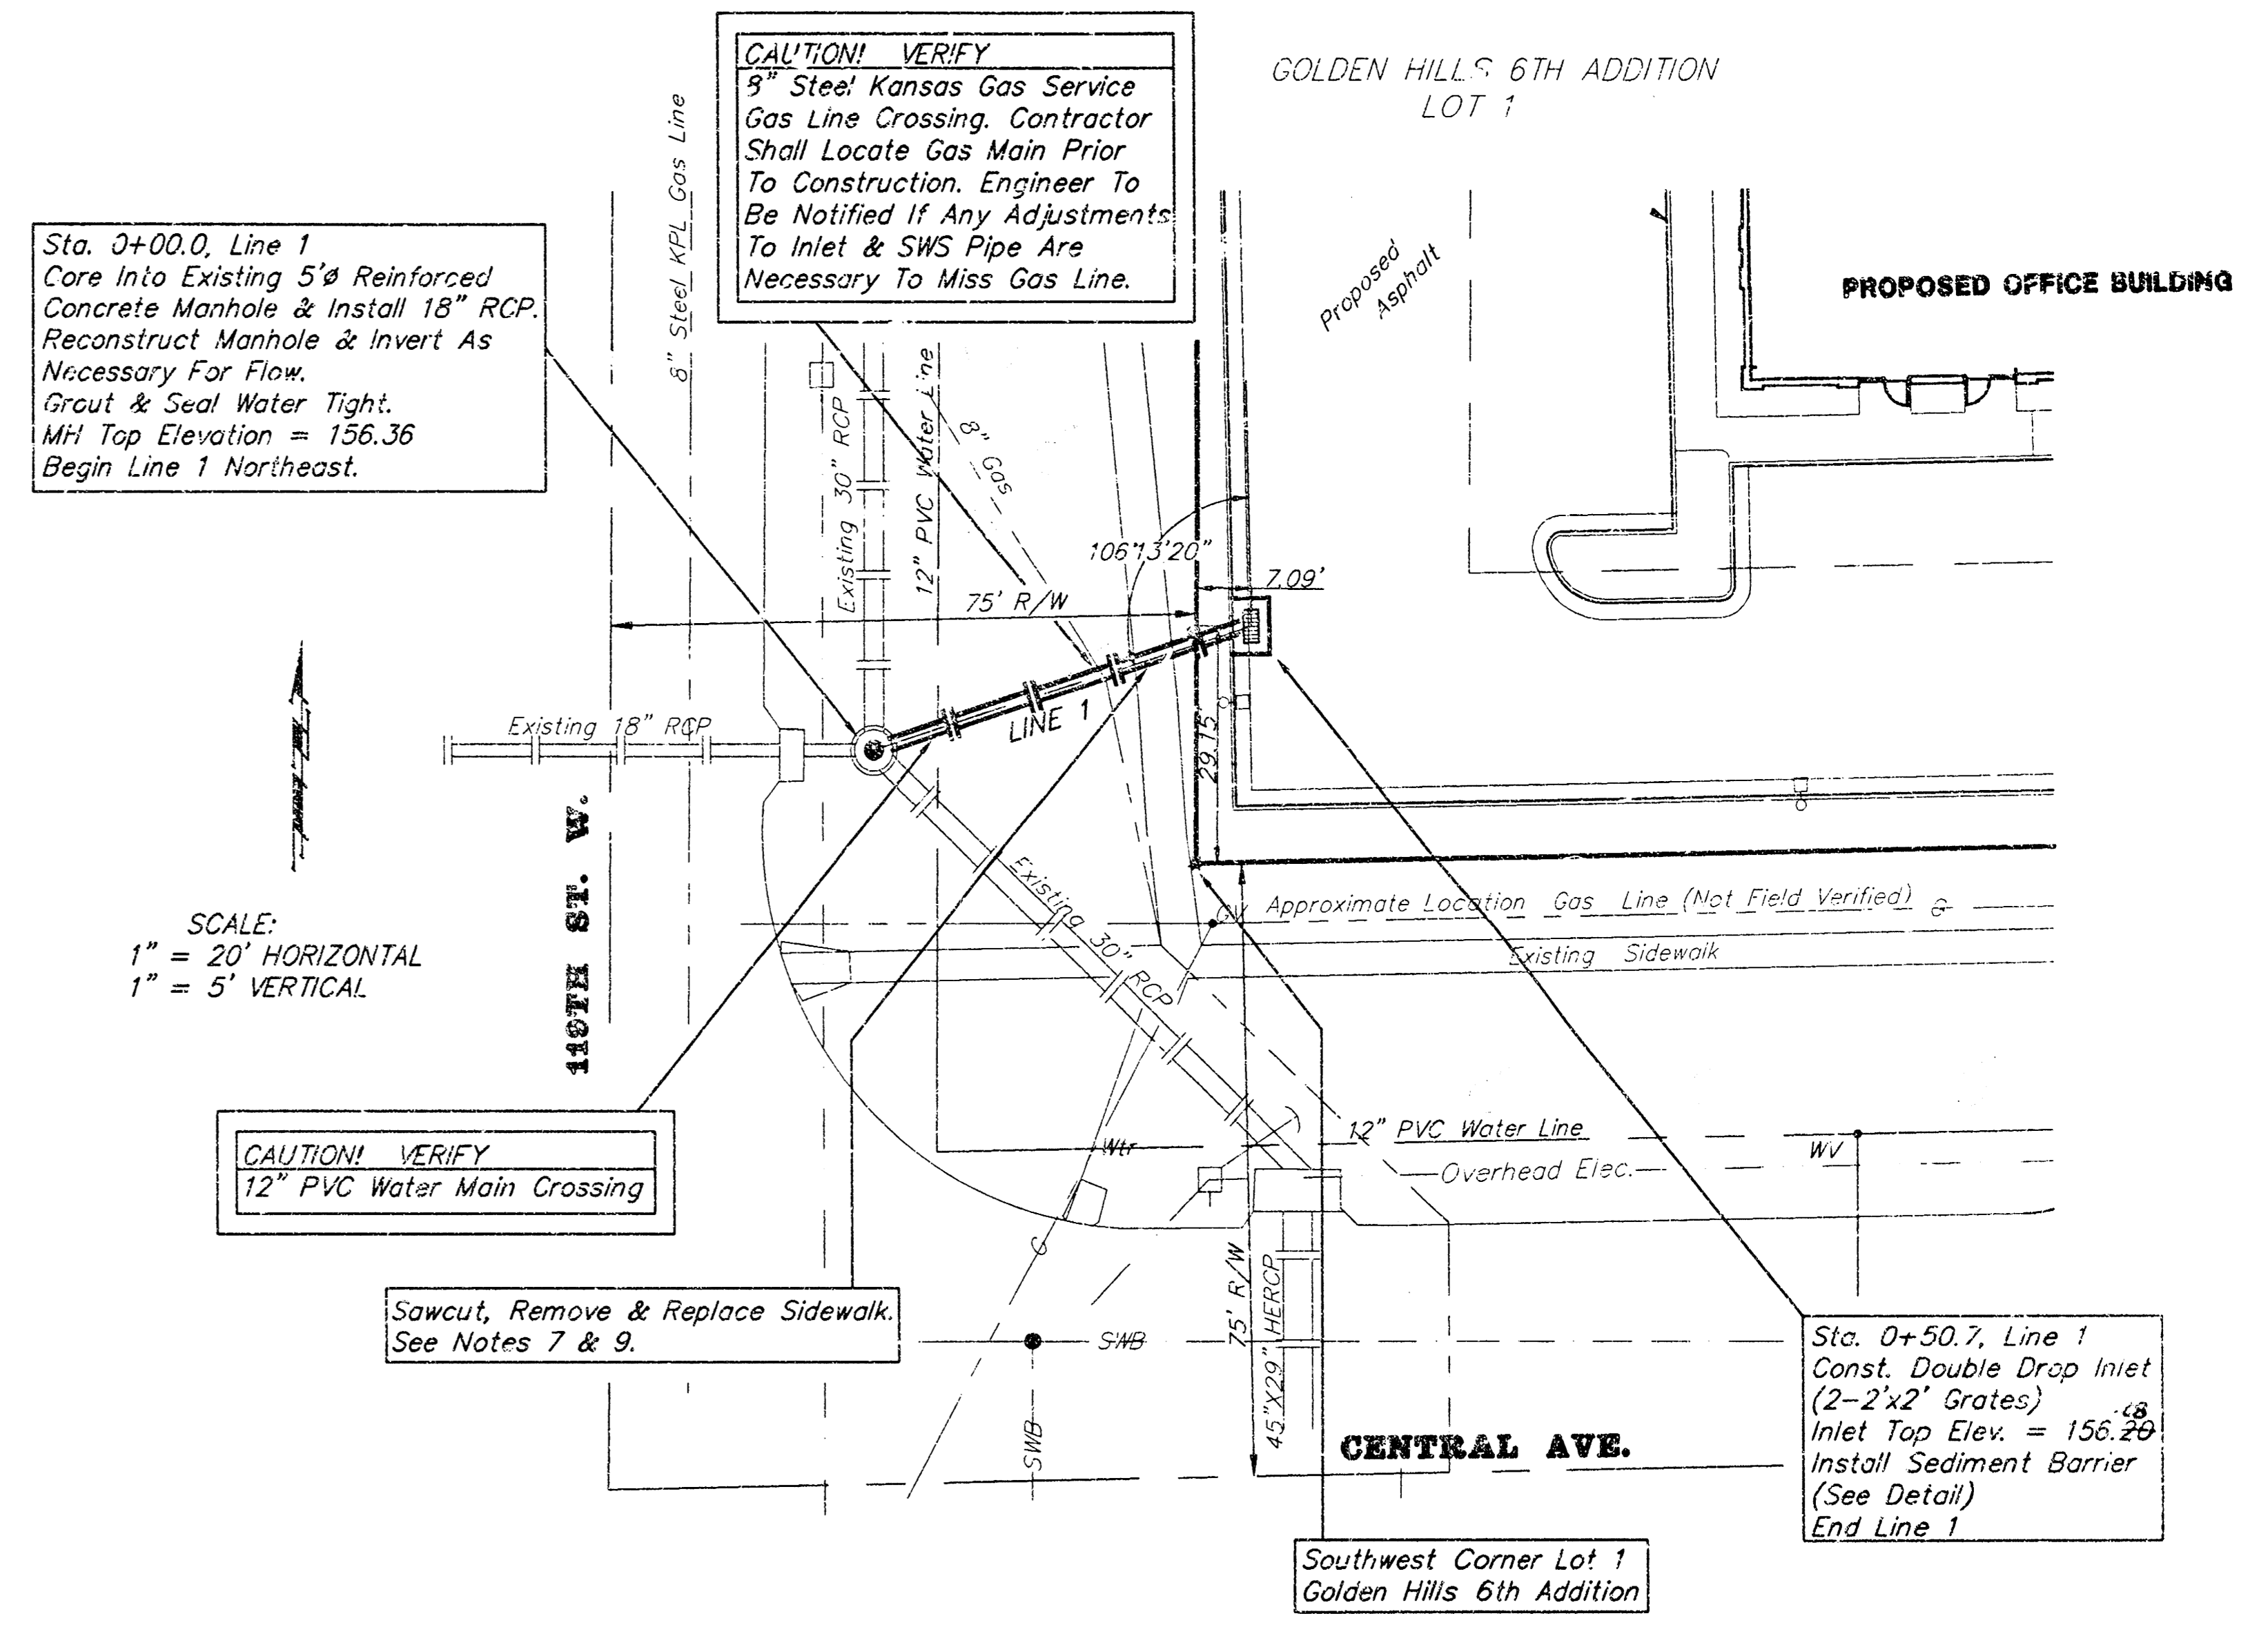 CAUTION! VERIFY
8" Steel Kansas Gas Service
Gas Line Crossing. Contractor
Shall Locate Gas Main Prior
To Construction. Engineer To
Be Notified If Any Adjustments
To Inlet & SWS Pipe Are
Necessary To Miss Gas Line.
GOLDEN HILLS 6TH ADDITION
LOT 1
Sta. 0+00.0, Line 1
Core Into Existing 5'ø Reinforced
Concrete Manhole & Install 18" RCP.
Reconstruct Manhole & Invert As
Necessary For Flow.
Grout & Seal Water Tight.
MH Top Elevation = 156.36
Begin Line 1 Northeast.
8" Steel KPL Gas Line
Proposed
Asphalt
PROPOSED OFFICE BUILDING
Existing 30" RCP
12" PVC Water Line
8" Gas
106°13'20"
7.09'
75' R/W
Existing 18" RCP
LINE 1
29.15'
119TH ST. W.
SCALE:
1" = 20' HORIZONTAL
1" = 5' VERTICAL
Existing 30" RCP
GV
Approximate Location Gas Line (Not Field Verified)
G
Existing Sidewalk
CAUTION! VERIFY
12" PVC Water Main Crossing
Wtr
12" PVC Water Line
WV
Overhead Elec.
G
Sawcut, Remove & Replace Sidewalk.
See Notes 7 & 9.
SWB
SWB
75' R/W
45"X29" HERCP
CENTRAL AVE.
Sta. 0+50.7, Line 1
Const. Double Drop Inlet
(2-2'x2' Grates)
Inlet Top Elev. = 156.20
Install Sediment Barrier
(See Detail)
End Line 1
Southwest Corner Lot 1
Golden Hills 6th Addition